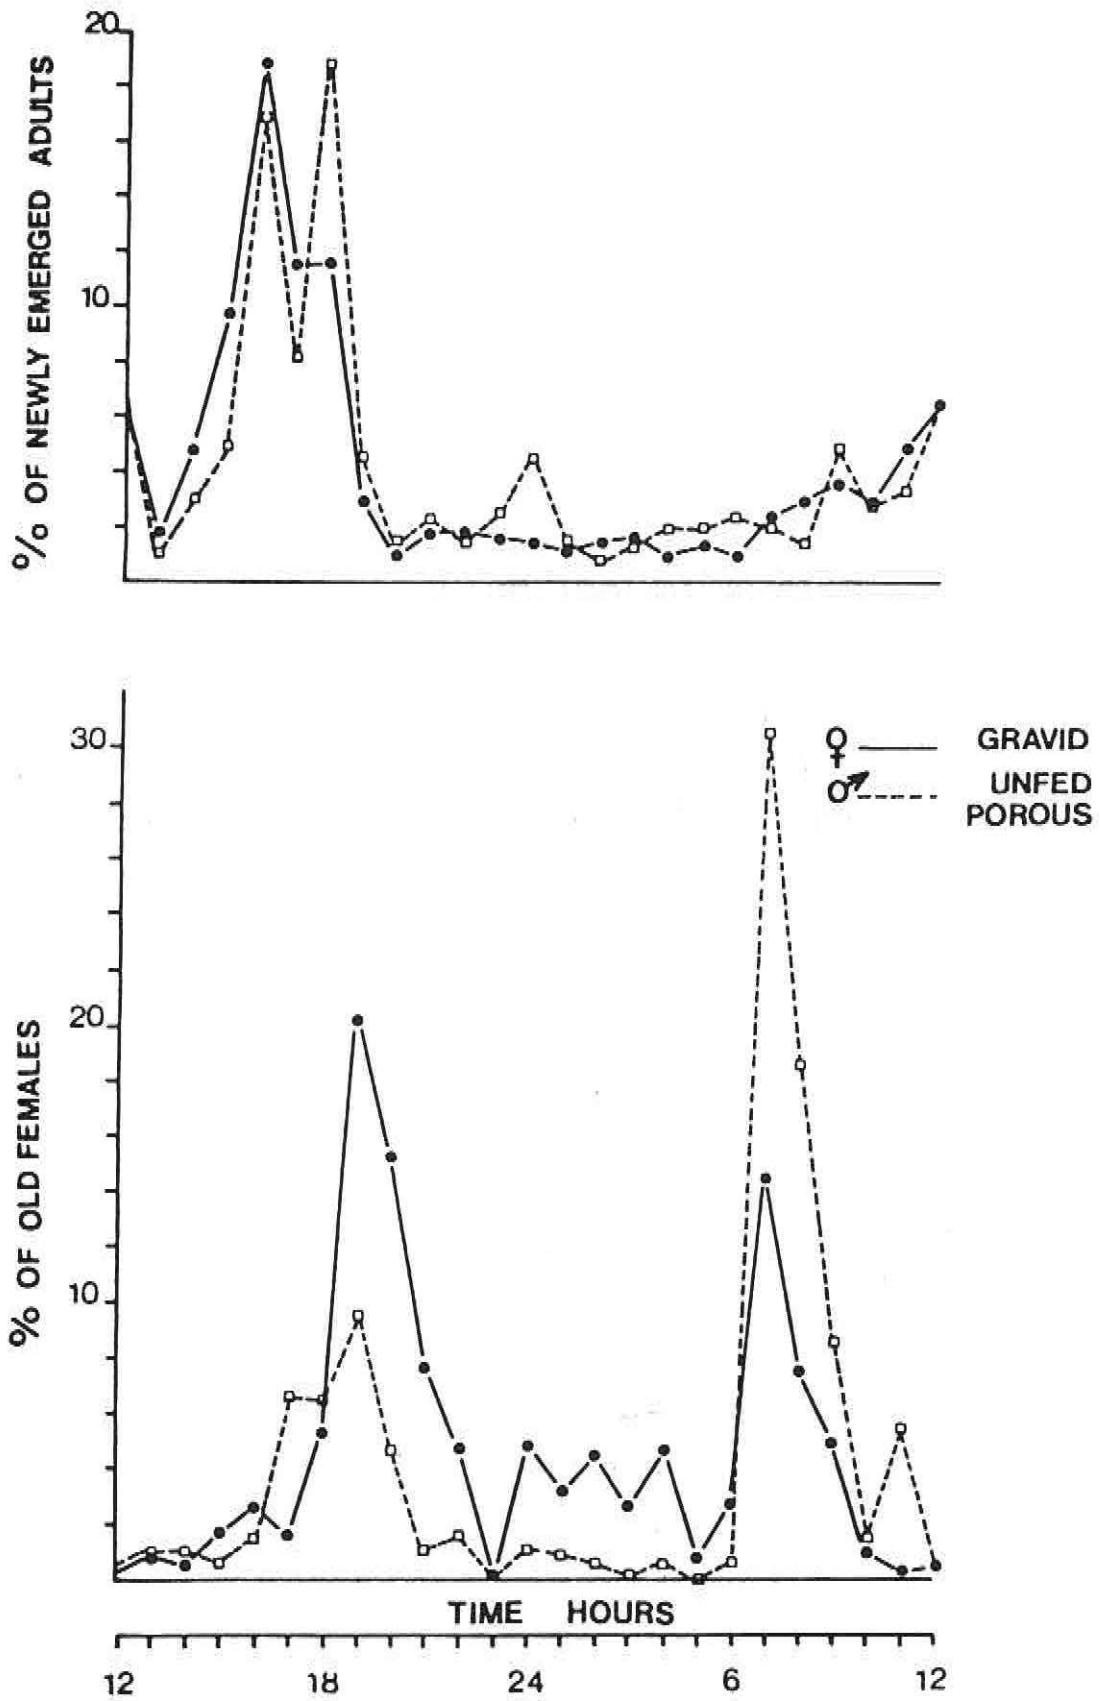 % OF NEWLY EMERGED ADULTS
20
10
% OF OLD FEMALES
30
20
10
♀ GRAVID
♂ UNFED
POROUS
TIME HOURS
12 18 24 6 12